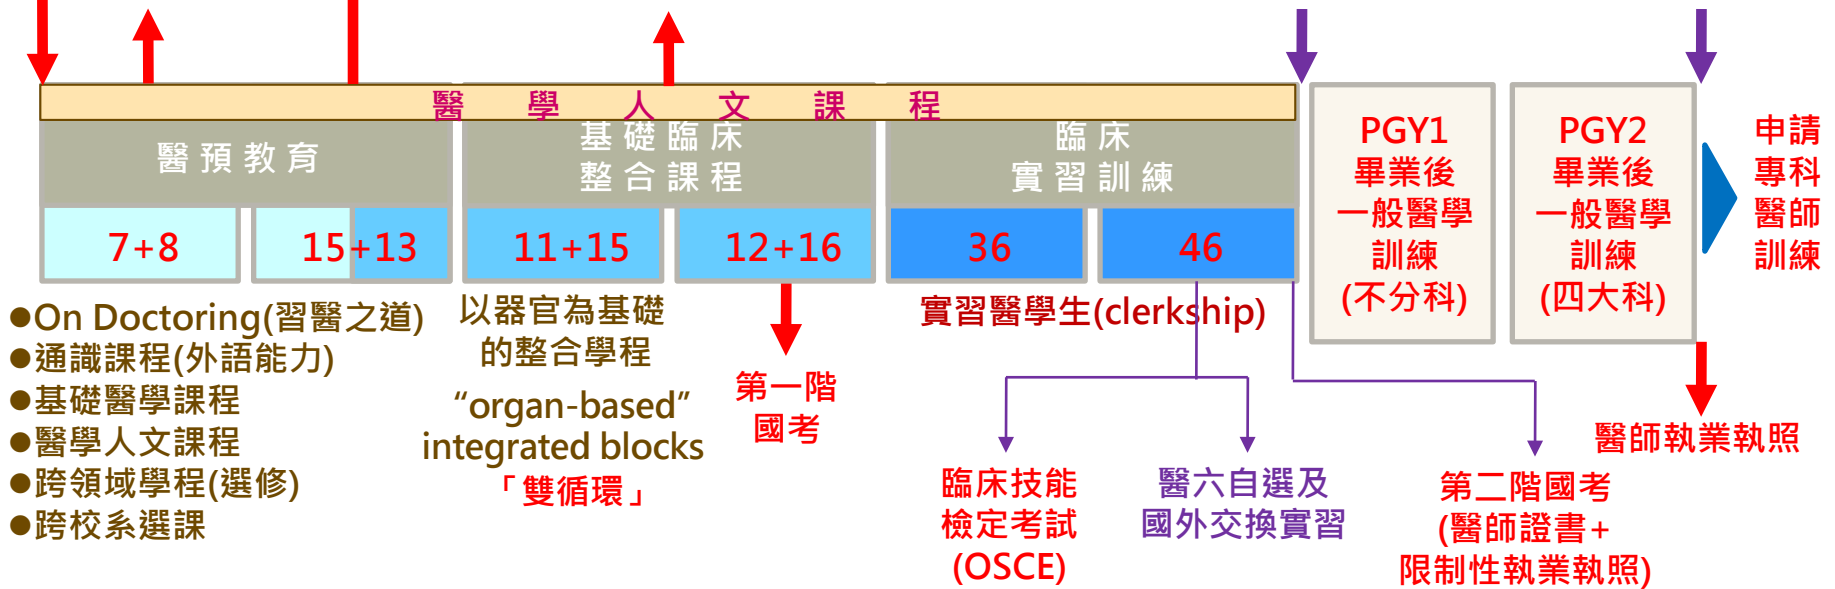 醫學人文課程
醫預教育
基礎臨床
整合課程
臨床
實習訓練
7+8
15+13
11+15
12+16
36
46
PGY1
畢業後
一般醫學
訓練
(不分科)
PGY2
畢業後
一般醫學
訓練
(四大科)
申請
專科
醫師
訓練
●On Doctoring(習醫之道)
●通識課程(外語能力)
●基礎醫學課程
●醫學人文課程
●跨領域學程(選修)
●跨校系選課
以器官為基礎
的整合學程
“organ-based”
integrated blocks
「雙循環」
第一階
國考
實習醫學生(clerkship)
臨床技能
檢定考試
(OSCE)
醫六自選及
國外交換實習
第二階國考
(醫師證書+
限制性執業執照)
醫師執業執照